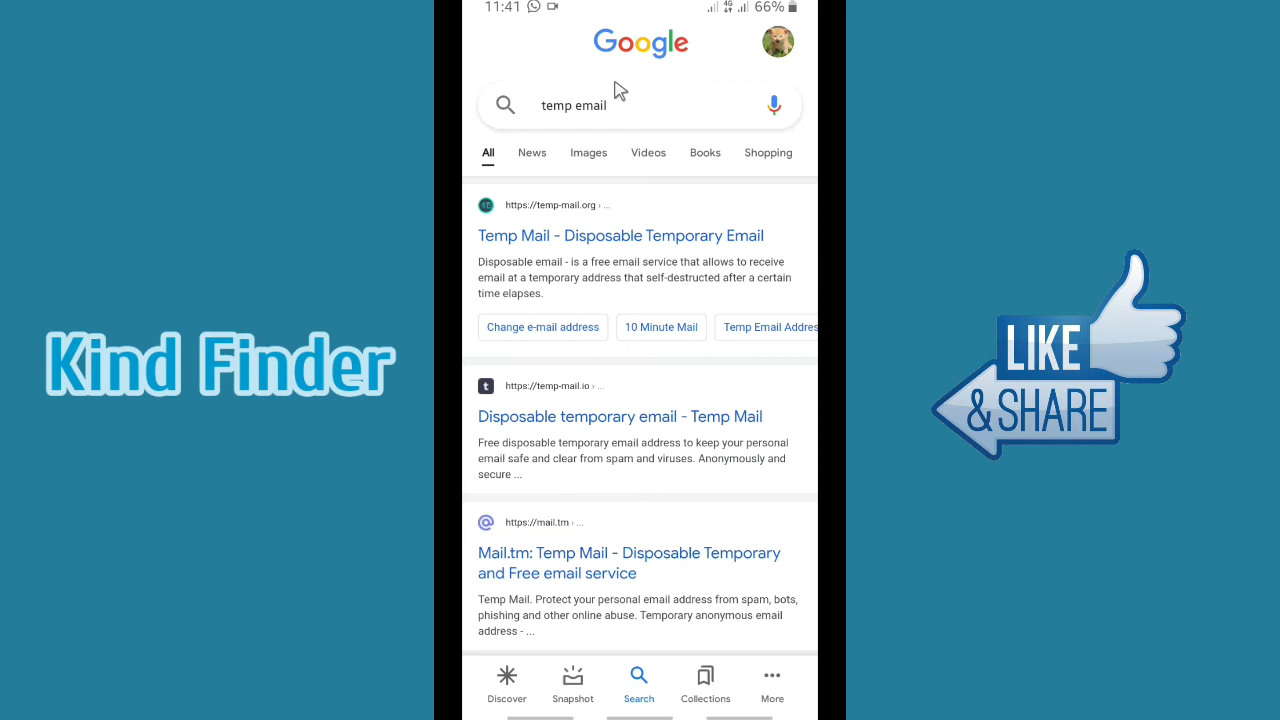 11:41 4G 66%
Google
temp email
All News Images Videos Books Shopping
https://temp-mail.org › ...
Temp Mail - Disposable Temporary Email
Disposable email - is a free email service that allows to receive
email at a temporary address that self-destructed after a certain
time elapses.
Change e-mail address 10 Minute Mail Temp Email Addres
t https://temp-mail.io › ...
Disposable temporary email - Temp Mail
Free disposable temporary email address to keep your personal
email safe and clear from spam and viruses. Anonymously and
secure ...
@ https://mail.tm › ...
Mail.tm: Temp Mail - Disposable Temporary
and Free email service
Temp Mail. Protect your personal email address from spam, bots,
phishing and other online abuse. Temporary anonymous email
address - ...
Discover Snapshot Search Collections More
Kind Finder
LIKE
& SHARE